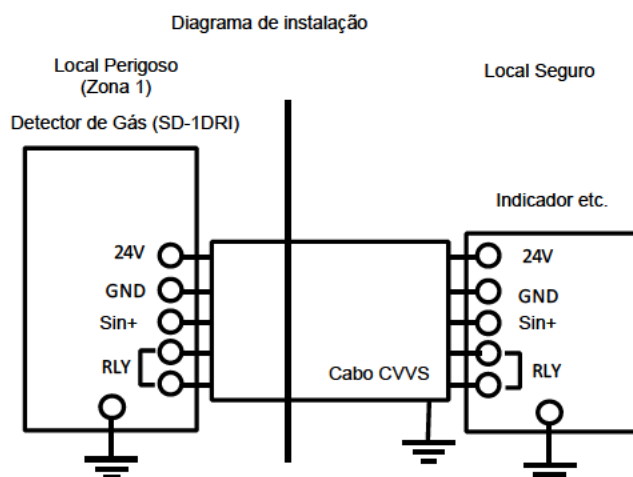 Diagrama de instalação
Local Perigoso
(Zona 1)
Detector de Gás (SD-1DRI)
24V
GND
Sin+
RLY
Cabo CVVS
Local Seguro
Indicador etc.
24V
GND
Sin+
RLY